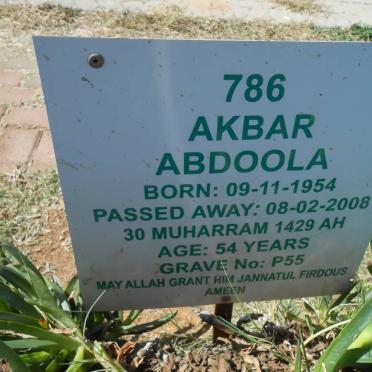 786
AKBAR
ABDOOLA
BORN: 09-11-1954
PASSED AWAY: 08-02-2008
30 MUHARRAM 1429 AH
AGE: 54 YEARS
GRAVE No: P55
MAY ALLAH GRANT HIM JANNATUL FIRDOUS
AMEEN